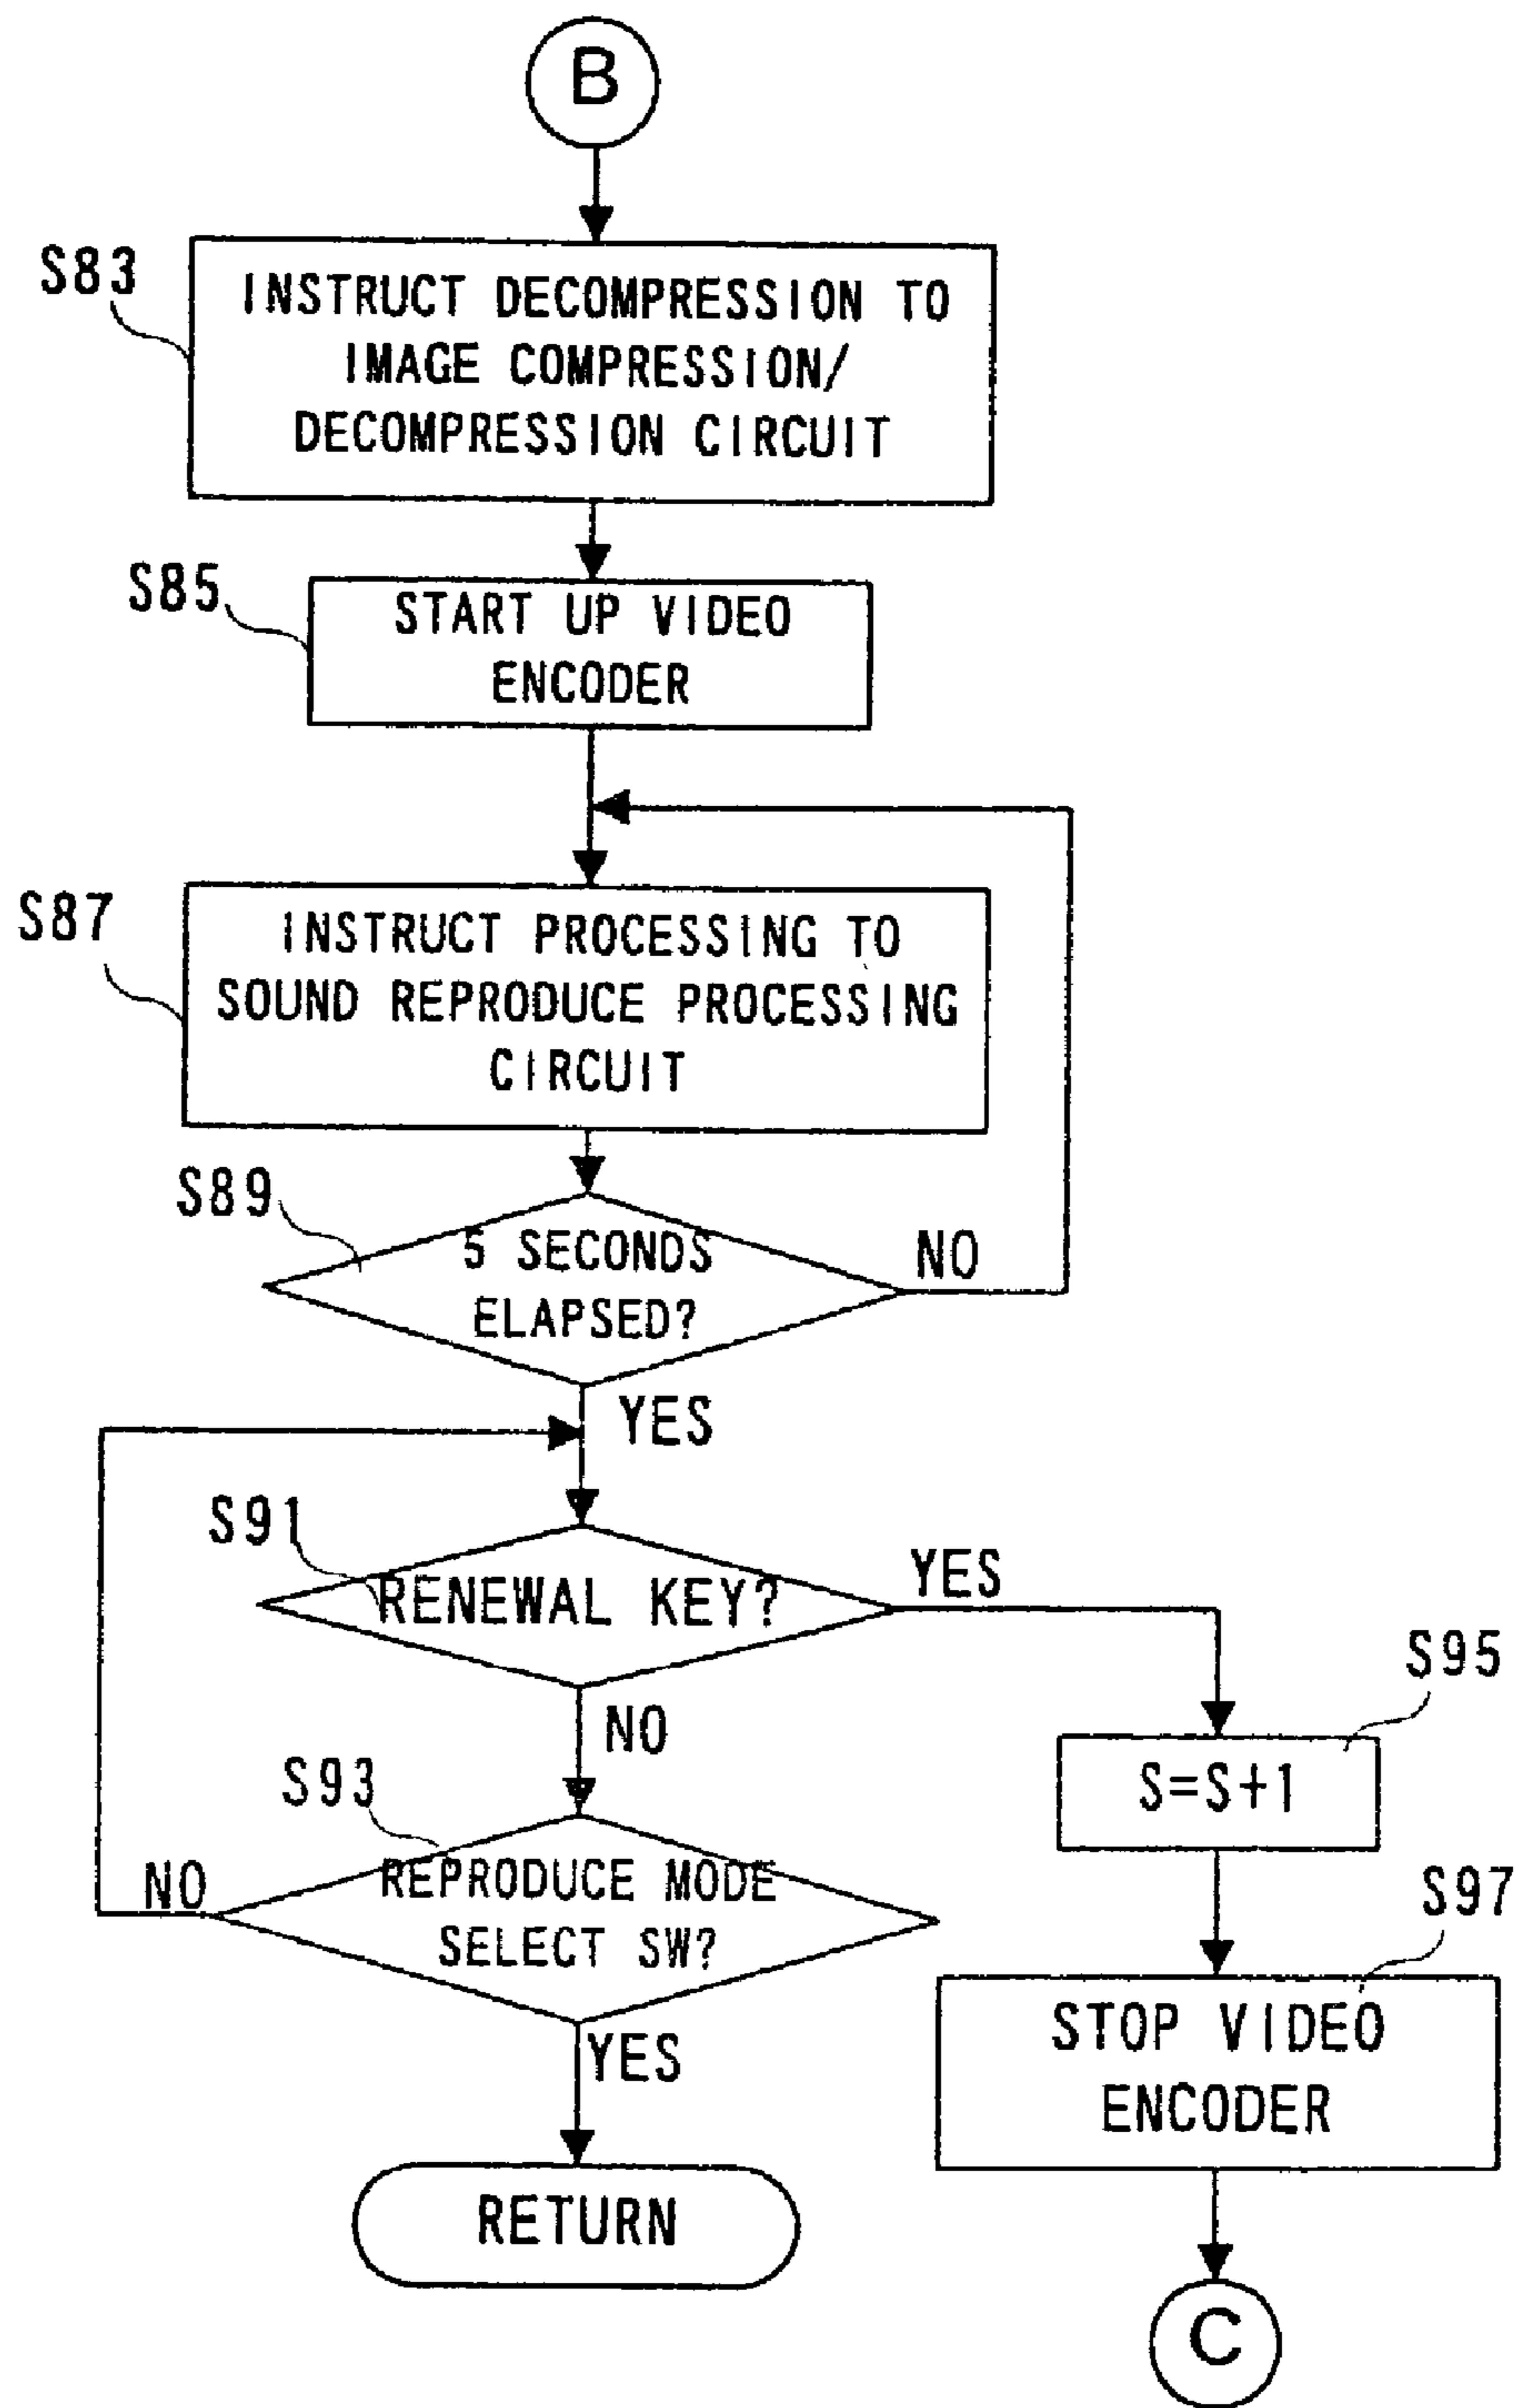 B
S83
INSTRUCT DECOMPRESSION TO
IMAGE COMPRESSION/
DECOMPRESSION CIRCUIT
S85
START UP VIDEO
ENCODER
S87
INSTRUCT PROCESSING TO
SOUND REPRODUCE PROCESSING
CIRCUIT
S89
5 SECONDS
ELAPSED?
NO
YES
S91
RENEWAL KEY?
YES
NO
S95
S=S+1
S93
REPRODUCE MODE
SELECT SW?
NO
YES
S97
STOP VIDEO
ENCODER
RETURN
C